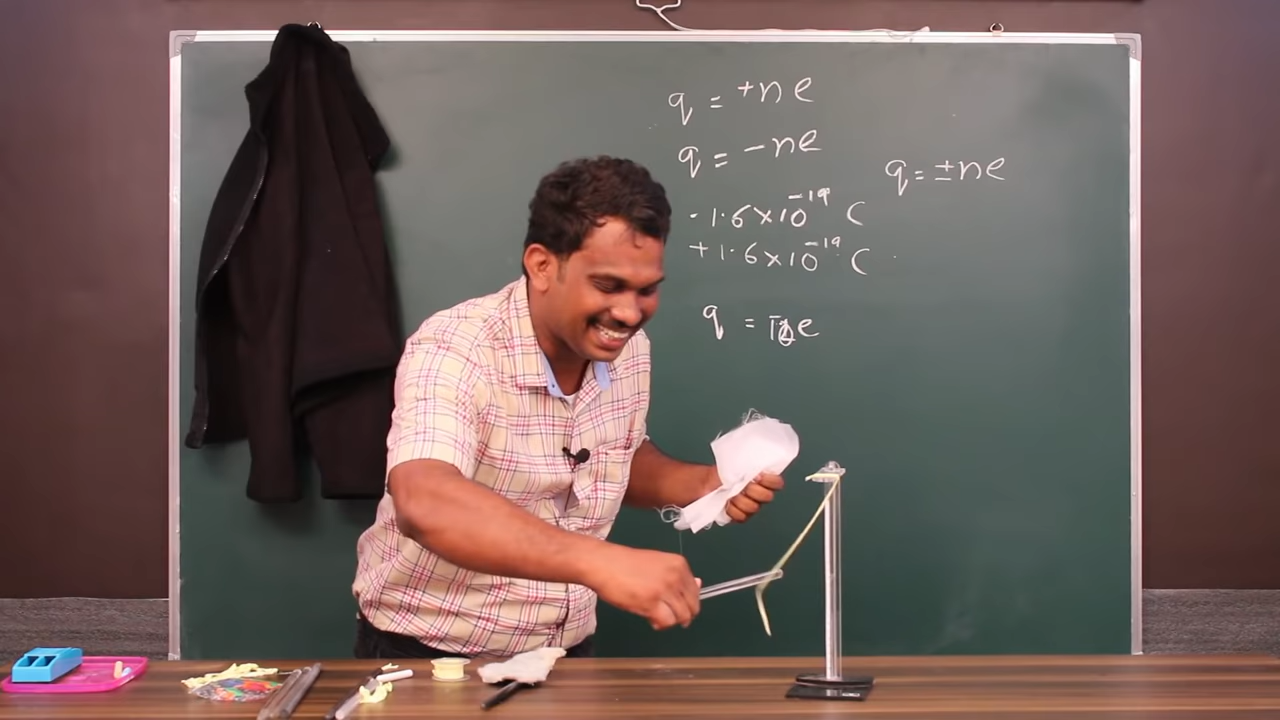 q = +ne
q = -ne
q = ±ne
-1.6×10⁻¹⁹ C
+1.6×10⁻¹⁹ C
q = e